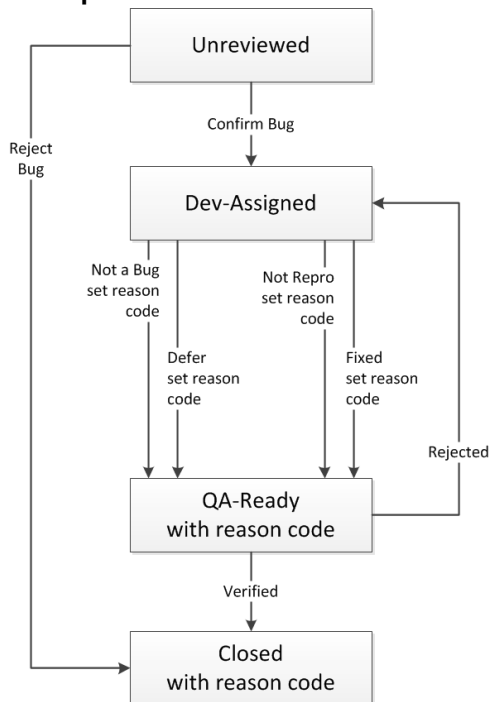 Unreviewed
Confirm Bug
Reject
Bug
Dev-Assigned
Not a Bug
set reason
code
Not Repro
set reason
code
Defer
set reason
code
Fixed
set reason
code
Rejected
QA-Ready
with reason code
Verified
Closed
with reason code